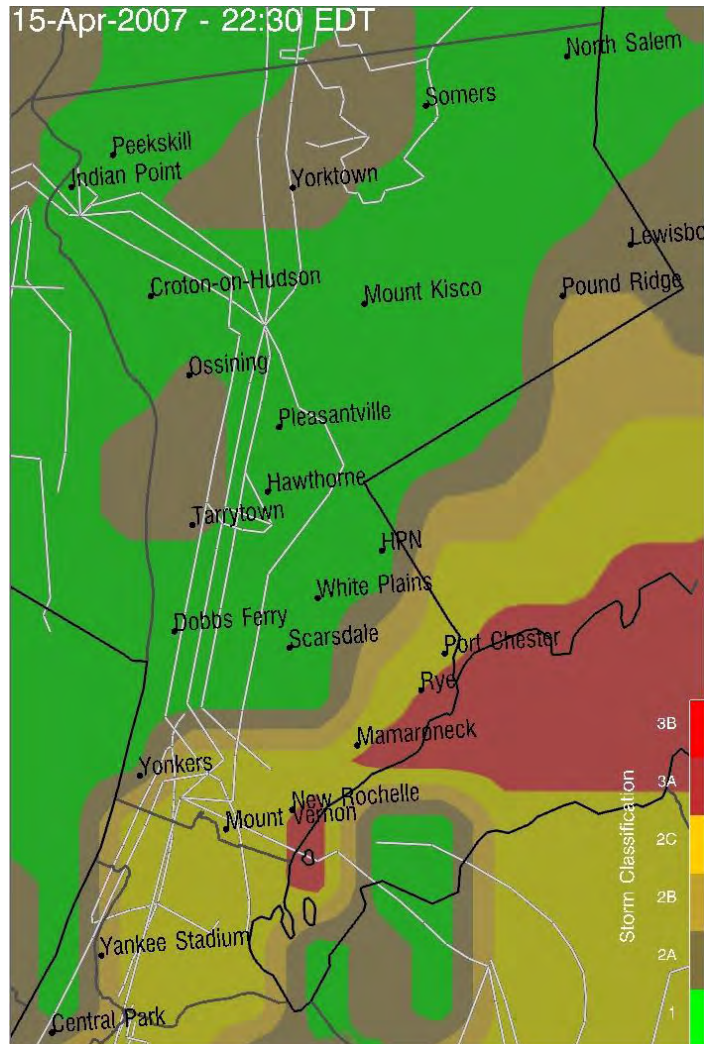 15-Apr-2007 - 22:30 EDT
North Salem
Somers
Peekskill
Indian Point
Yorktown
Lewisbo
Croton-on-Hudson
Mount Kisco
Pound Ridge
Ossining
Pleasantville
Hawthorne
Tarrytown
HPN
White Plains
Dobbs Ferry
Scarsdale
Port Chester
Rye
Mamaroneck
Yonkers
New Rochelle
Mount Vernon
Yankee Stadium
Central Park
Storm Classification
3B
3A
2C
2B
2A
1